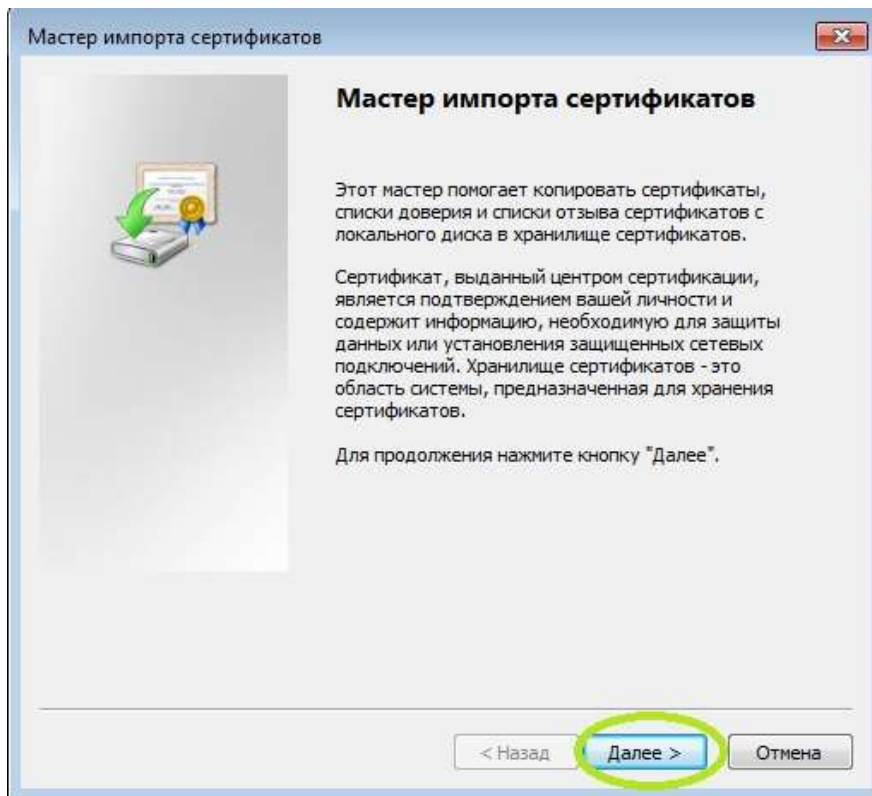 Мастер импорта сертификатов
Мастер импорта сертификатов
Этот мастер помогает копировать сертификаты,
списки доверия и списки отзыва сертификатов с
локального диска в хранилище сертификатов.
Сертификат, выданный центром сертификации,
является подтверждением вашей личности и
содержит информацию, необходимую для защиты
данных или установления защищенных сетевых
подключений. Хранилище сертификатов - это
область системы, предназначенная для хранения
сертификатов.
Для продолжения нажмите кнопку "Далее".
< Назад
Далее >
Отмена